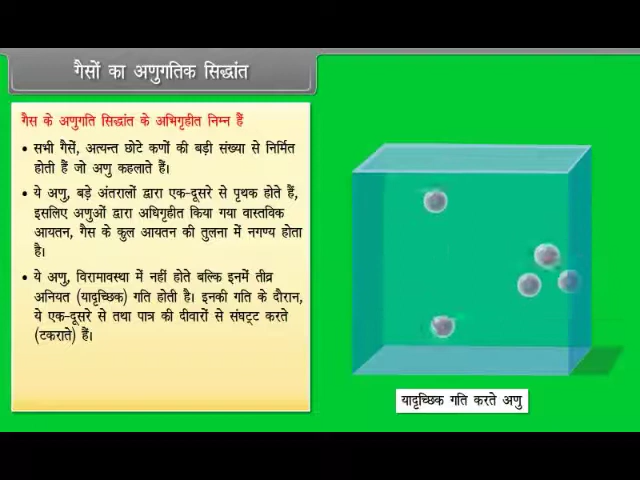 गैसों का अणुगतिक सिद्धांत
गैस के अणुगति सिद्धांत के अभिगृहीत निम्न हैं
• सभी गैसें, अत्यन्त छोटे कणों की बड़ी संख्या से निर्मित
होती हैं जो अणु कहलाते हैं।
• ये अणु, बड़े अंतरालों द्वारा एक-दूसरे से पृथक होते हैं,
इसलिए अणुओं द्वारा अधिगृहीत किया गया वास्तविक
आयतन, गैस के कुल आयतन की तुलना में नगण्य होता
है।
• ये अणु, विरामावस्था में नहीं होते बल्कि इनमें तीव्र
अनियत (यादृच्छिक) गति होती है। इनकी गति के दौरान,
ये एक-दूसरे से तथा पात्र की दीवारों से संघट्ट करते
(टकराते) हैं।
यादृच्छिक गति करते अणु